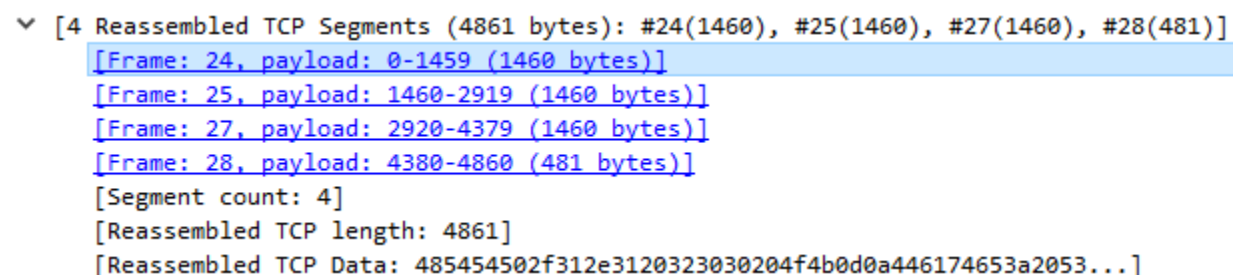 [4 Reassembled TCP Segments (4861 bytes): #24(1460), #25(1460), #27(1460), #28(481)]
[Frame: 24, payload: 0-1459 (1460 bytes)]
[Frame: 25, payload: 1460-2919 (1460 bytes)]
[Frame: 27, payload: 2920-4379 (1460 bytes)]
[Frame: 28, payload: 4380-4860 (481 bytes)]
[Segment count: 4]
[Reassembled TCP length: 4861]
[Reassembled TCP Data: 485454502f312e3120323030204f4b0d0a446174653a2053...]